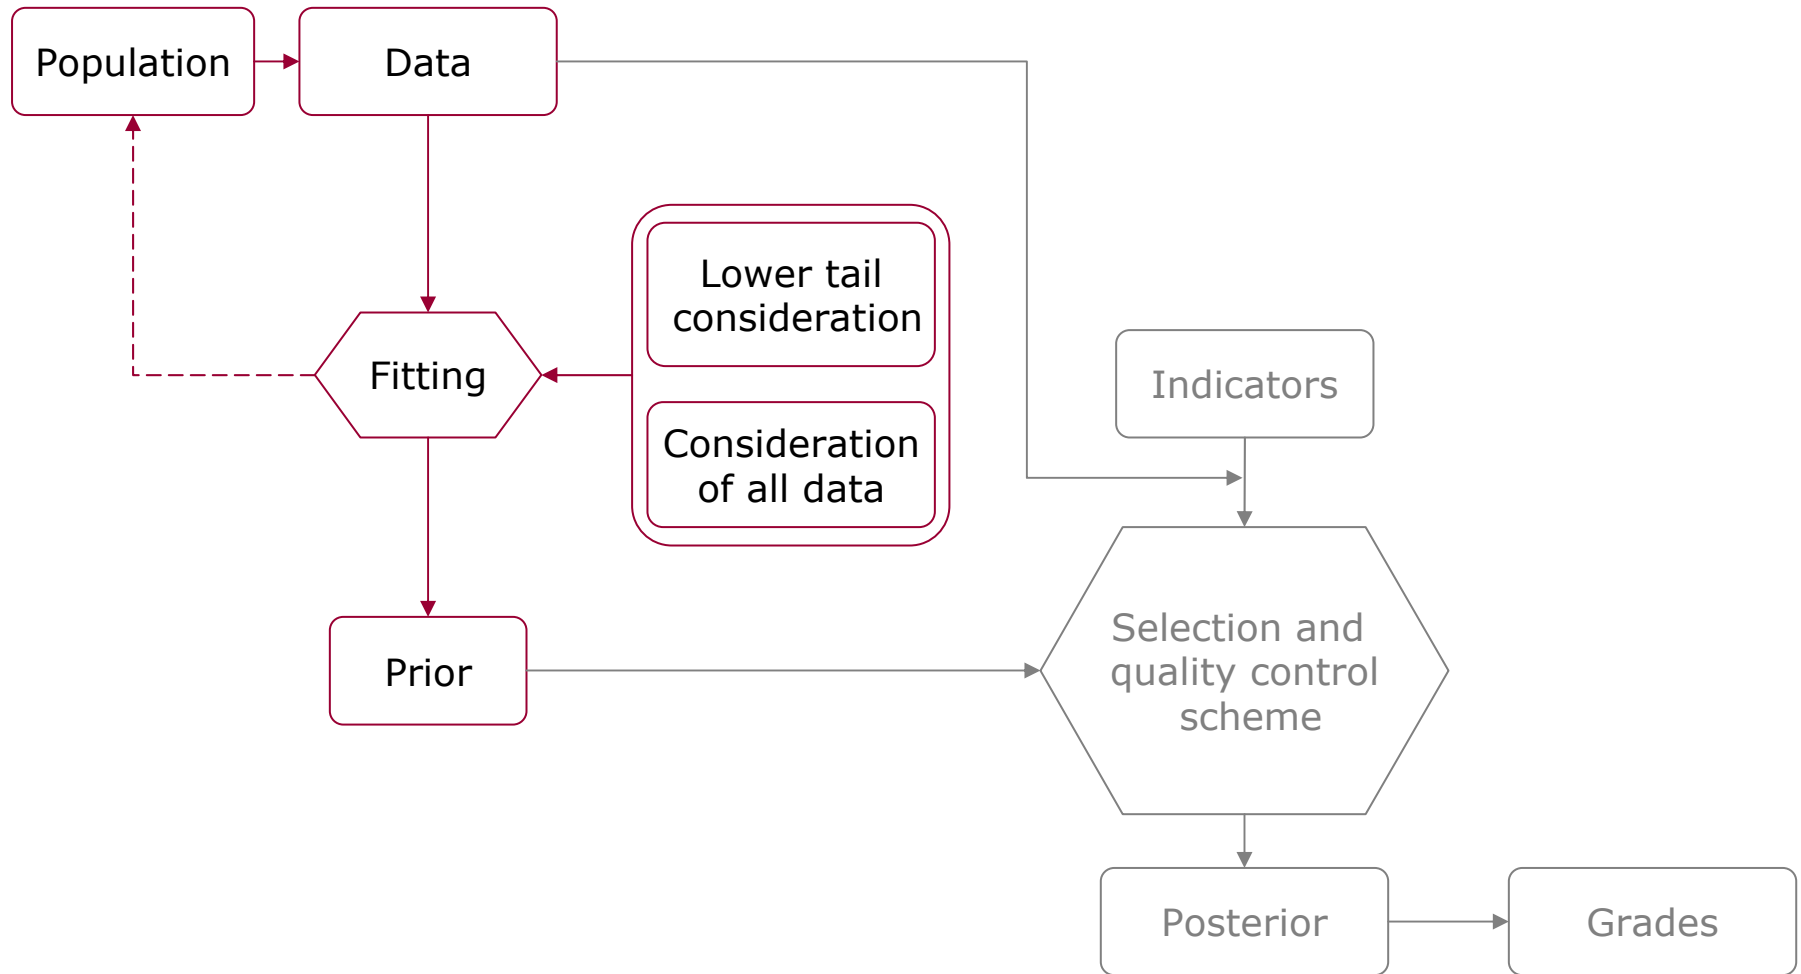 Population
Data
Lower tail
consideration
Fitting
Indicators
Consideration
of all data
Selection and
quality control
scheme
Prior
Posterior
Grades